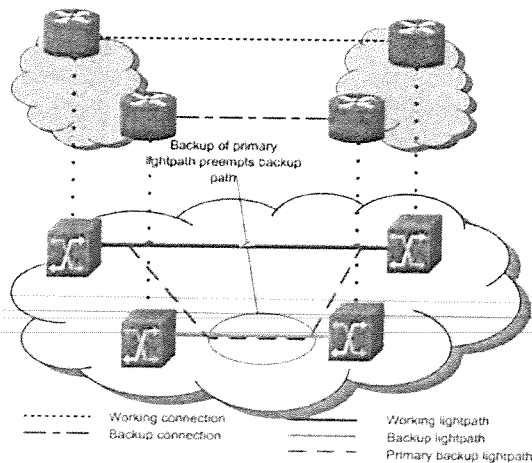 Backup of primary
lightpath preempts backup
path
Working connection
Backup connection
Working lightpath
Backup lightpath
Primary backup lightpath